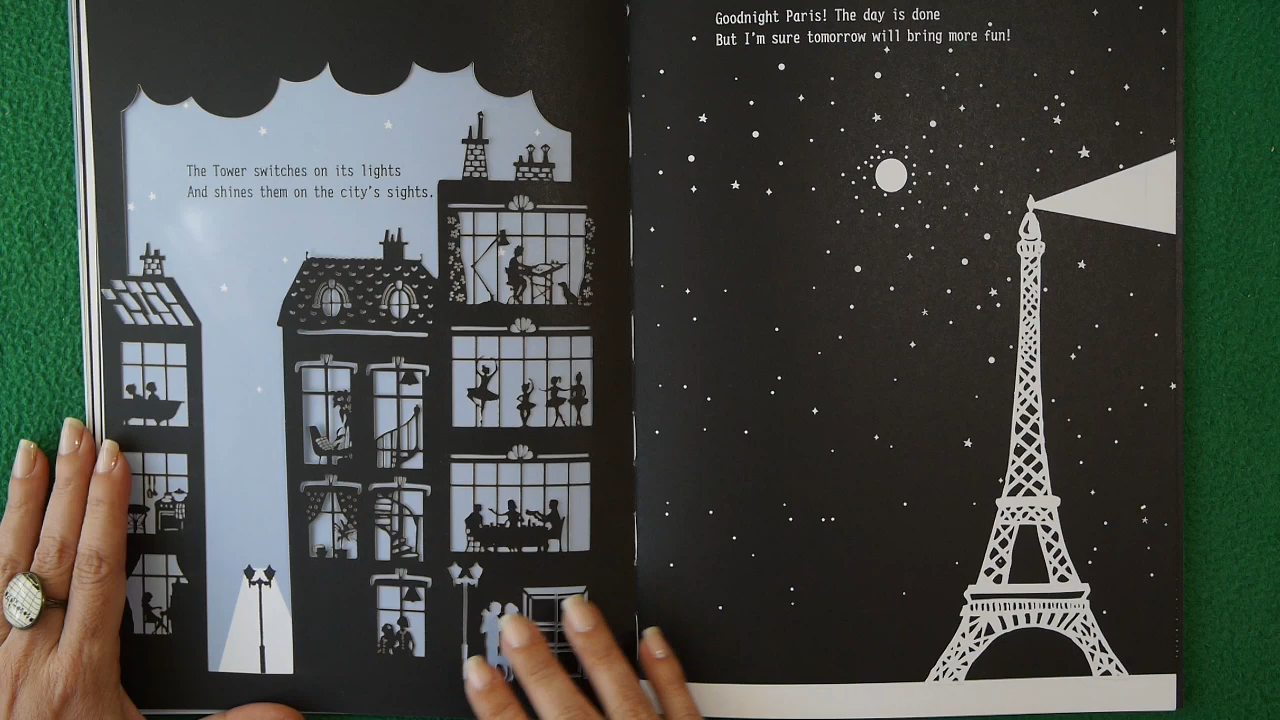 The Tower switches on its lights
And shines them on the city's sights.
Goodnight Paris! The day is done
But I'm sure tomorrow will bring more fun!